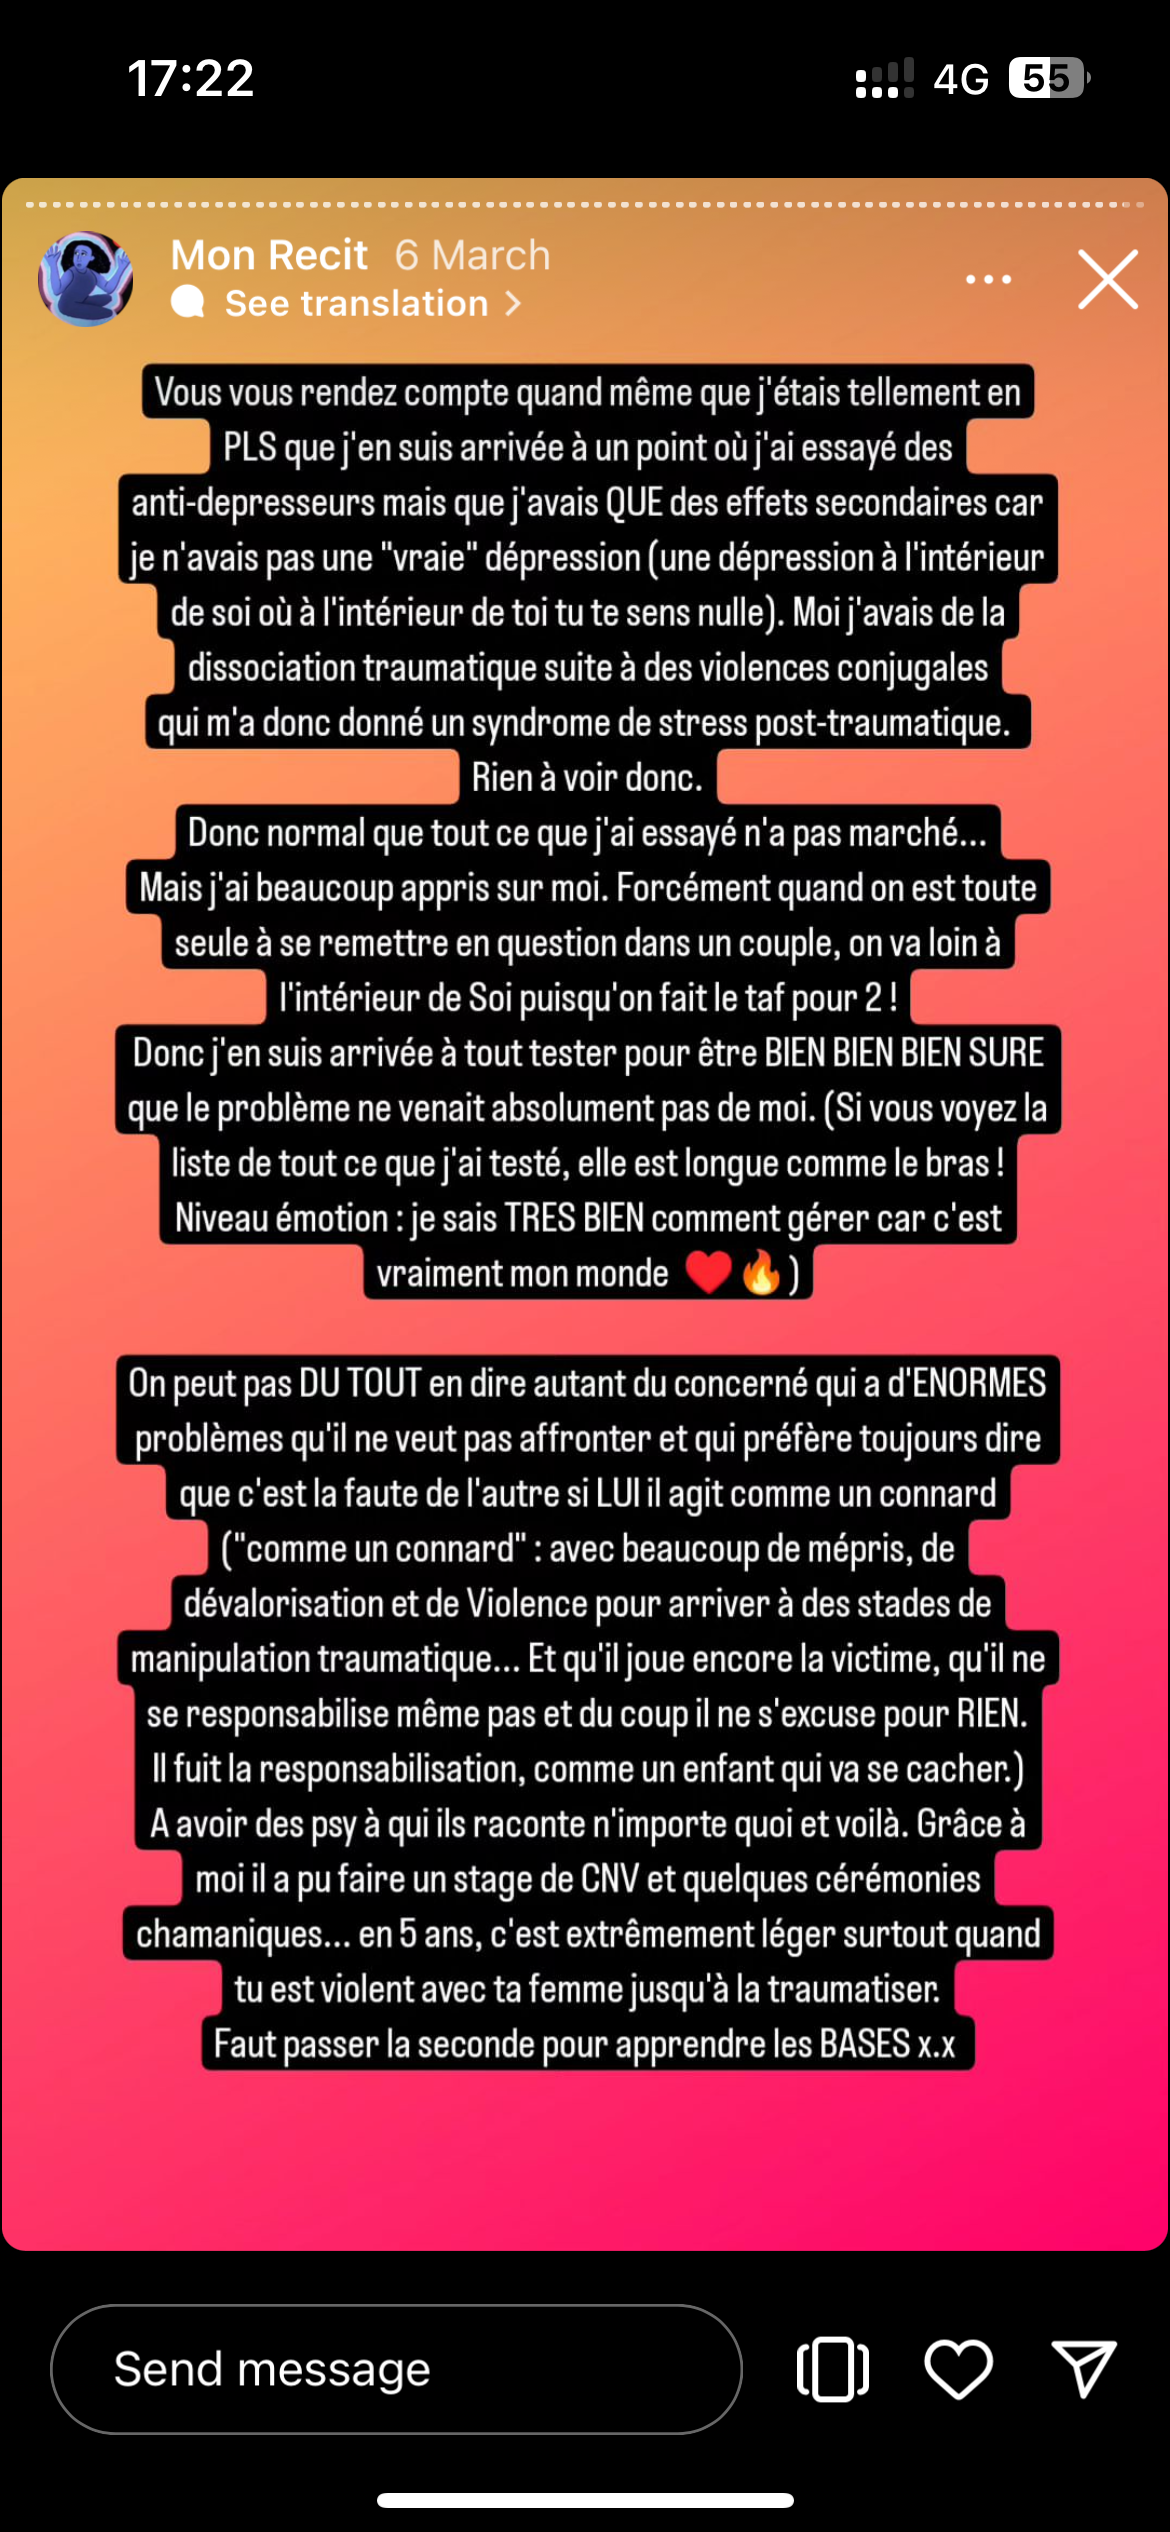 17:22
4G 55
Mon Recit 6 March
See translation >
Vous vous rendez compte quand même que j'étais tellement en
PLS que j'en suis arrivée à un point où j'ai essayé des
anti-depresseurs mais que j'avais QUE des effets secondaires car
je n'avais pas une "vraie" dépression (une dépression à l'intérieur
de soi où à l'intérieur de toi tu te sens nulle). Moi j'avais de la
dissociation traumatique suite à des violences conjugales
qui m'a donc donné un syndrome de stress post-traumatique.
Rien à voir donc.
Donc normal que tout ce que j'ai essayé n'a pas marché...
Mais j'ai beaucoup appris sur moi. Forcément quand on est toute
seule à se remettre en question dans un couple, on va loin à
l'intérieur de Soi puisqu'on fait le taf pour 2 !
Donc j'en suis arrivée à tout tester pour être BIEN BIEN BIEN SURE
que le problème ne venait absolument pas de moi. (Si vous voyez la
liste de tout ce que j'ai testé, elle est longue comme le bras !
Niveau émotion : je sais TRES BIEN comment gérer car c'est
vraiment mon monde ❤️🔥)
On peut pas DU TOUT en dire autant du concerné qui a d'ENORMES
problèmes qu'il ne veut pas affronter et qui préfère toujours dire
que c'est la faute de l'autre si LUI il agit comme un connard
("comme un connard" : avec beaucoup de mépris, de
dévalorisation et de Violence pour arriver à des stades de
manipulation traumatique... Et qu'il joue encore la victime, qu'il ne
se responsabilise même pas et du coup il ne s'excuse pour RIEN.
Il fuit la responsabilisation, comme un enfant qui va se cacher.)
A avoir des psy à qui ils raconte n'importe quoi et voilà. Grâce à
moi il a pu faire un stage de CNV et quelques cérémonies
chamaniques... en 5 ans, c'est extrêmement léger surtout quand
tu est violent avec ta femme jusqu'à la traumatiser.
Faut passer la seconde pour apprendre les BASES x.x
Send message